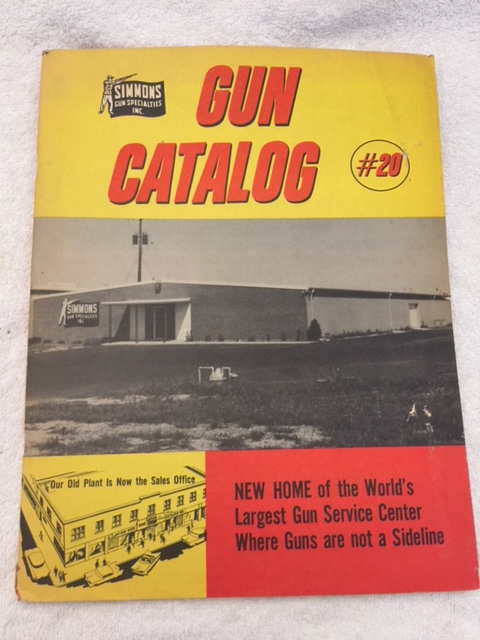 SIMMONS
GUN SPECIALTIES
INC.
GUN
CATALOG
#20
SIMMONS
GUN SPECIALTIES
INC.
Our Old Plant Is Now the Sales Office
NEW HOME of the World's
Largest Gun Service Center
Where Guns are not a Sideline